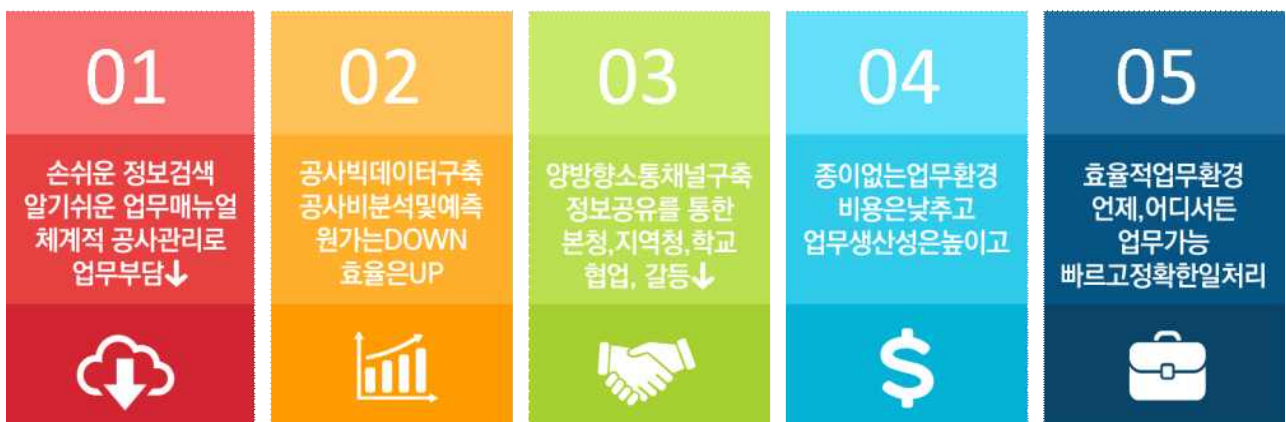 01
손쉬운 정보검색
알기쉬운 업무매뉴얼
체계적 공사관리로
업무부담↓
02
공사빅데이터구축
공사비분석및예측
원가는DOWN
효율은UP
03
양방향소통채널구축
정보공유를 통한
본청,지역청,학교
협업, 갈등↓
04
종이없는업무환경
비용은낮추고
업무생산성은높이고
$
05
효율적업무환경
언제,어디서든
업무가능
빠르고정확한일처리